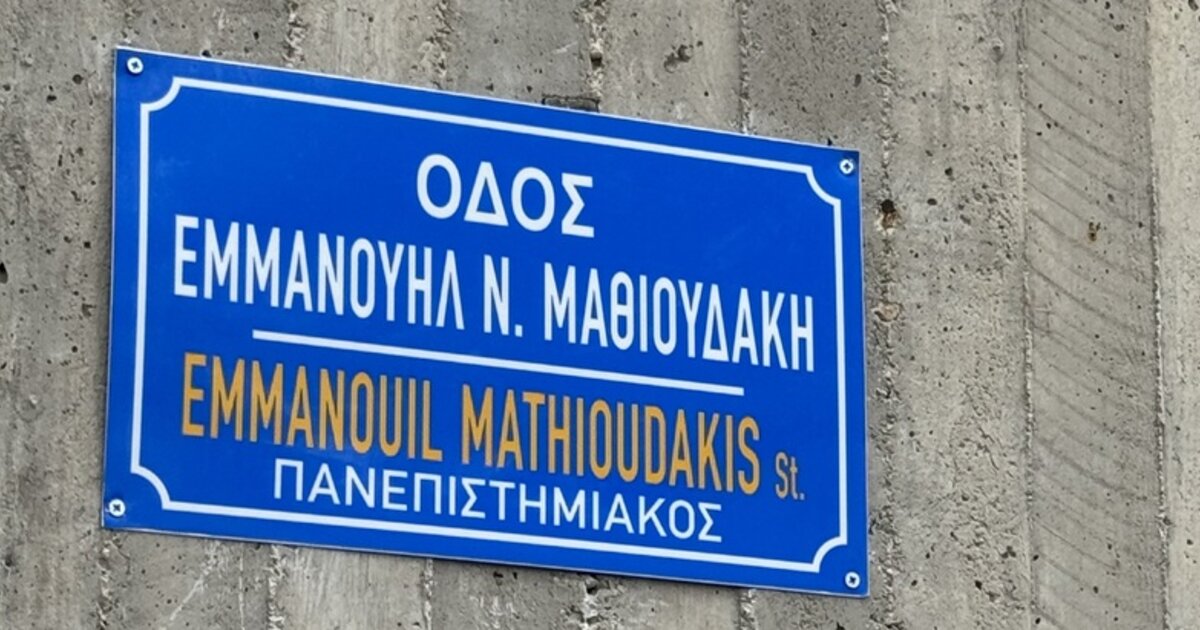 ΟΔΟΣ
ΕΜΜΑΝΟΥΗΛ Ν. ΜΑΘΙΟΥΔΑΚΗ
EMMANOUIL MATHIOUDAKIS St.
ΠΑΝΕΠΙΣΤΗΜΙΑΚΟΣ